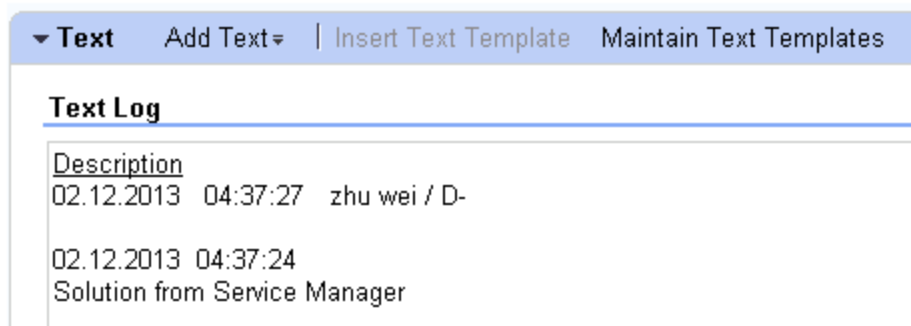 Text Add Text | Insert Text Template Maintain Text Templates
Text Log
Description
02.12.2013 04:37:27 zhu wei / D-
02.12.2013 04:37:24
Solution from Service Manager